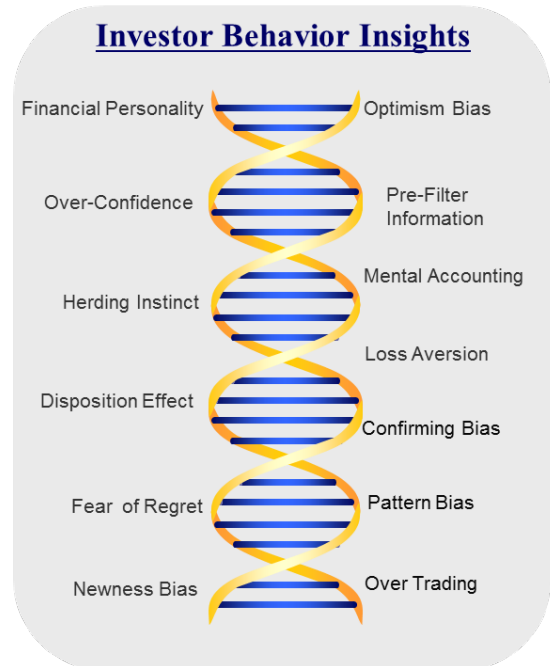 Investor Behavior Insights
Financial Personality
Optimism Bias
Over-Confidence
Pre-Filter
Information
Mental Accounting
Herding Instinct
Loss Aversion
Disposition Effect
Confirming Bias
Fear of Regret
Pattern Bias
Newness Bias
Over Trading